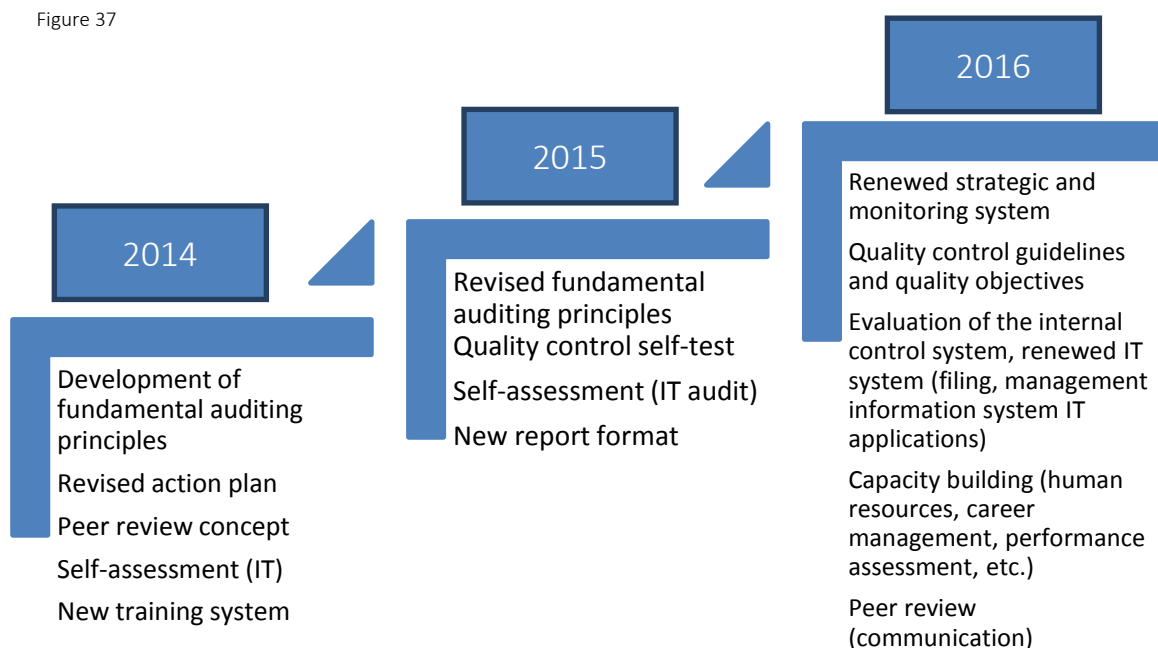 Figure 37
2014
Development of
fundamental auditing
principles
Revised action plan
Peer review concept
Self-assessment (IT)
New training system
2015
Revised fundamental
auditing principles
Quality control self-test
Self-assessment (IT audit)
New report format
2016
Renewed strategic and
monitoring system
Quality control guidelines
and quality objectives
Evaluation of the internal
control system, renewed IT
system (filing, management
information system IT
applications)
Capacity building (human
resources, career
management, performance
assessment, etc.)
Peer review
(communication)